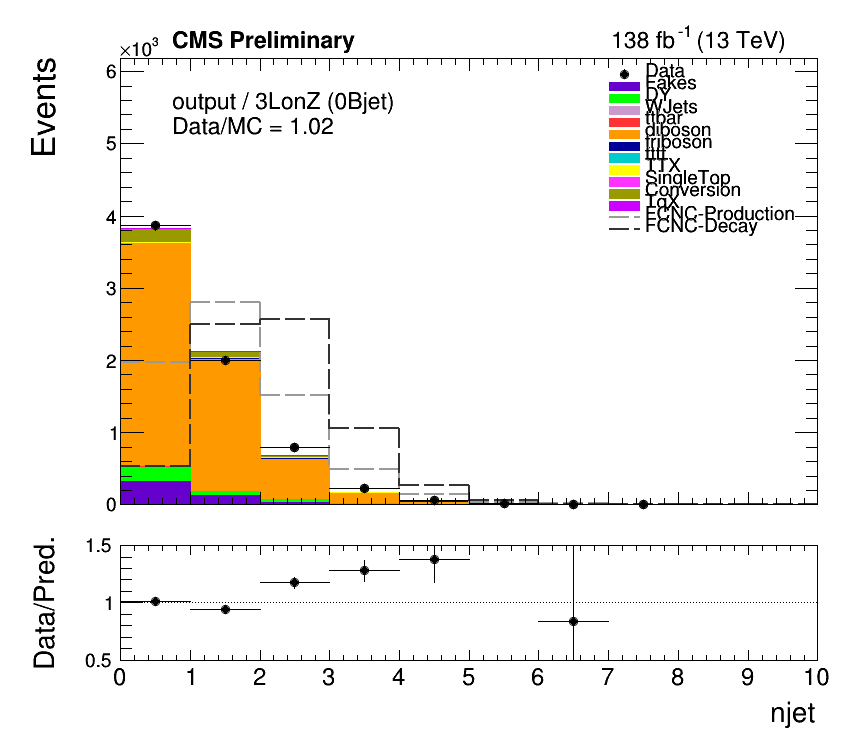 ×10³
CMS Preliminary
138 fb⁻¹ (13 TeV)
Events
6
5
4
3
2
1
0
output / 3LonZ (0Bjet)
Data/MC = 1.02
Data
Fakes
DY
WJets
ttbar
diboson
triboson
tttt
TTX
SingleTop
Conversion
TqX
FCNC-Production
FCNC-Decay
Data/Pred.
1.5
1
0.5
0 1 2 3 4 5 6 7 8 9 10
njet